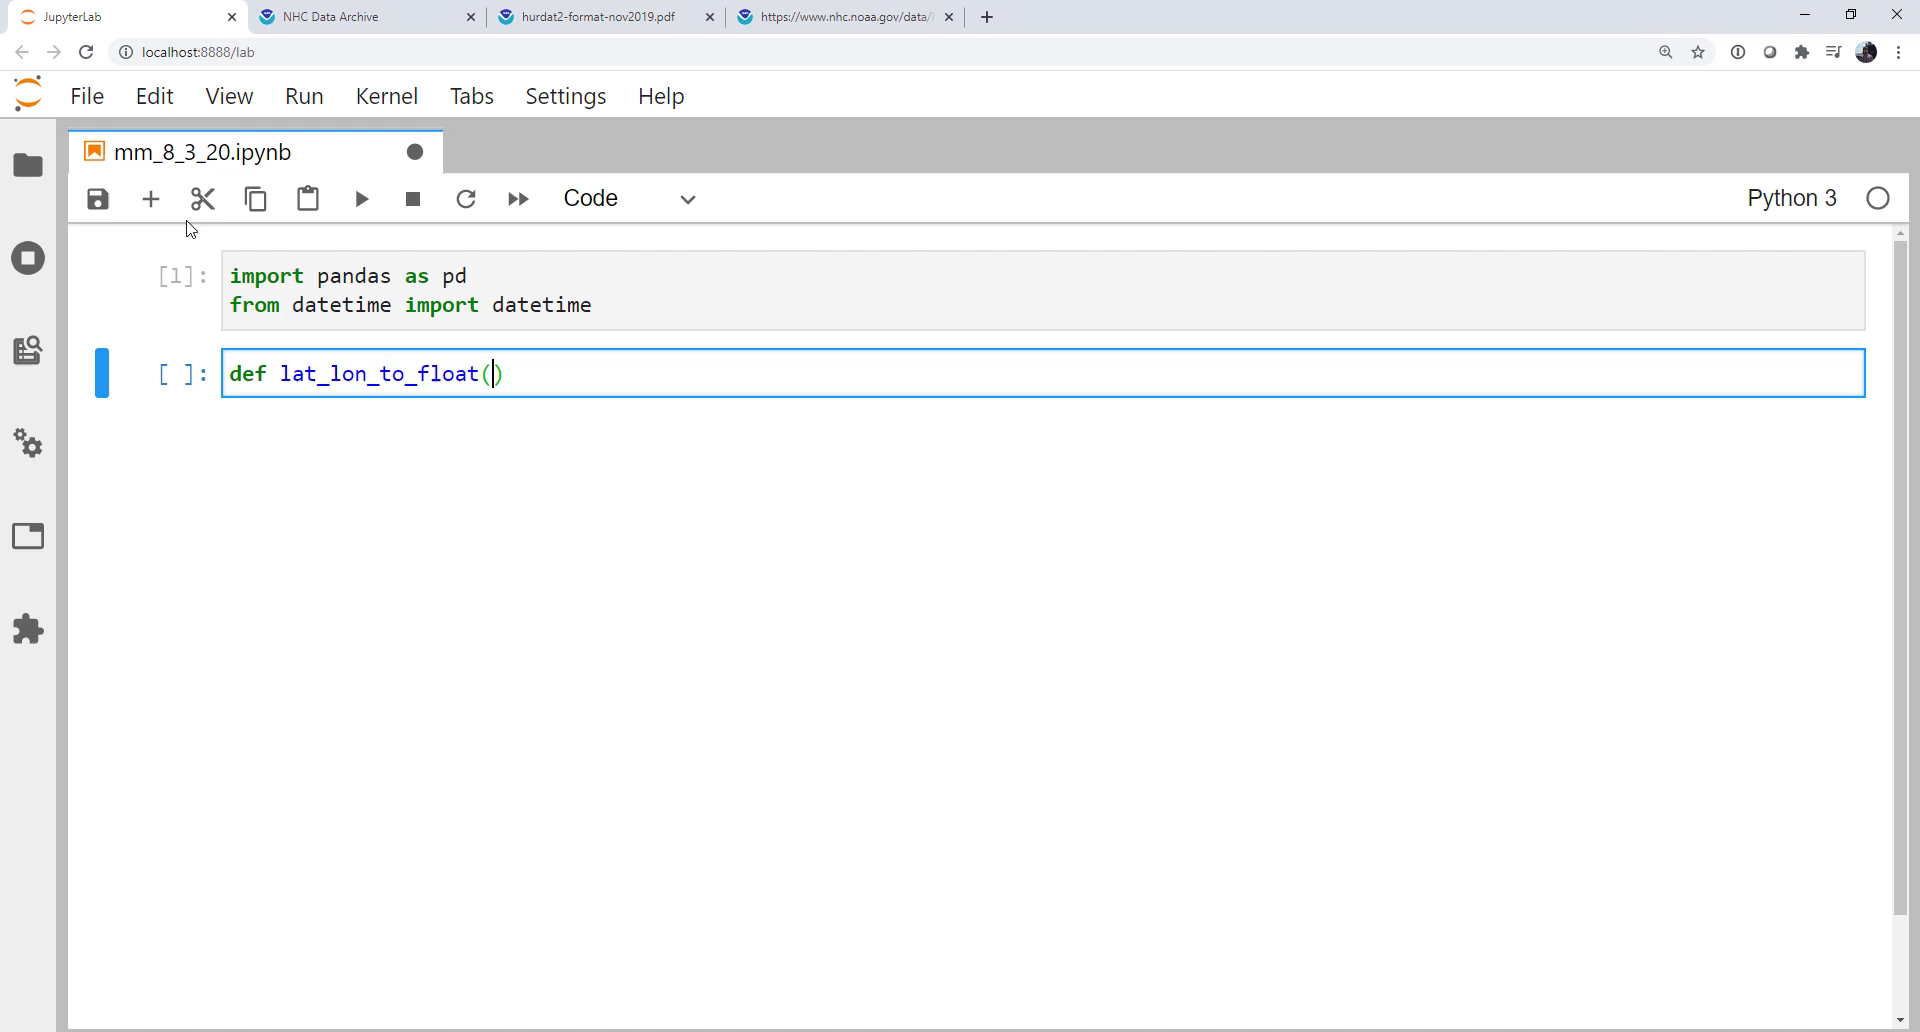 JupyterLab
NHC Data Archive
hurdat2-format-nov2019.pdf
https://www.nhc.noaa.gov/data/
localhost:8888/lab
File Edit View Run Kernel Tabs Settings Help
mm_8_3_20.ipynb
Code
Python 3
[1]: import pandas as pd
from datetime import datetime
[ ]: def lat_lon_to_float()